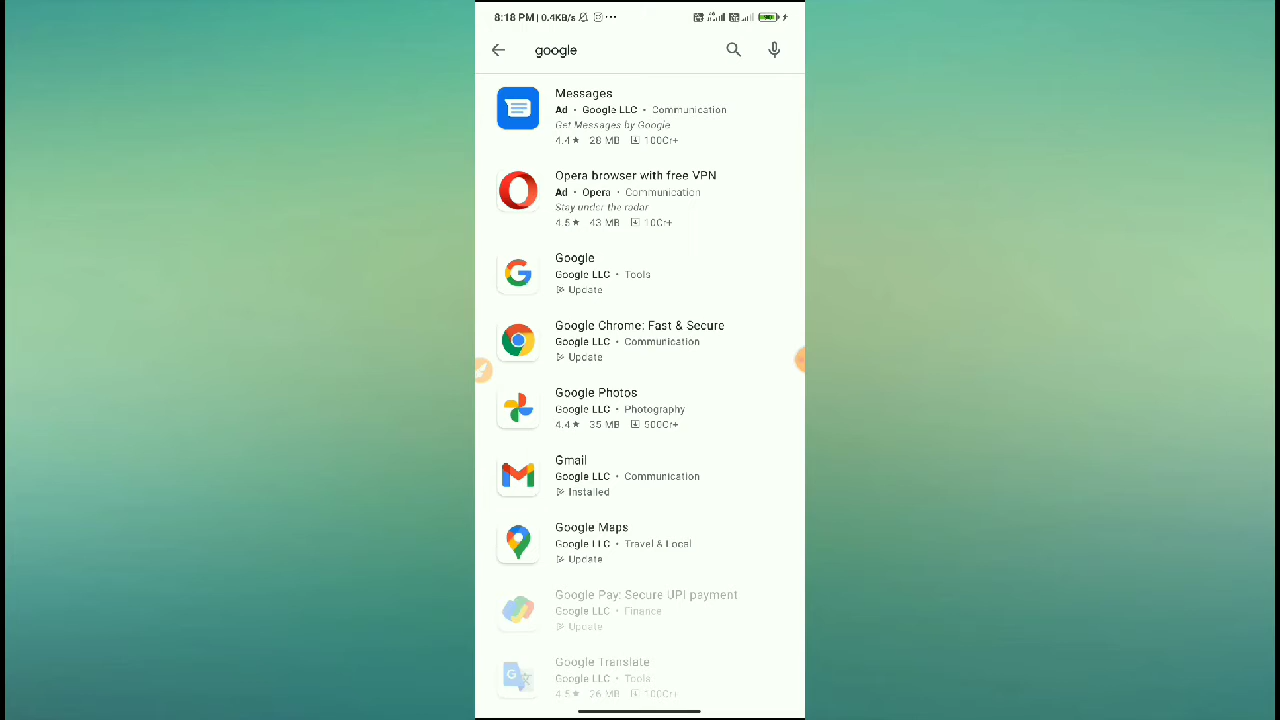 8:18 PM | 0.4KB/s
google
Messages
Ad • Google LLC • Communication
Get Messages by Google
4.4★ 28 MB 100Cr+
Opera browser with free VPN
Ad • Opera • Communication
Stay under the radar
4.5★ 43 MB 10Cr+
Google
Google LLC • Tools
Update
Google Chrome: Fast & Secure
Google LLC • Communication
Update
Google Photos
Google LLC • Photography
4.4★ 35 MB 500Cr+
Gmail
Google LLC • Communication
Installed
Google Maps
Google LLC • Travel & Local
Update
Google Pay: Secure UPI payment
Google LLC • Finance
Update
Google Translate
Google LLC • Tools
4.5★ 26 MB 100Cr+